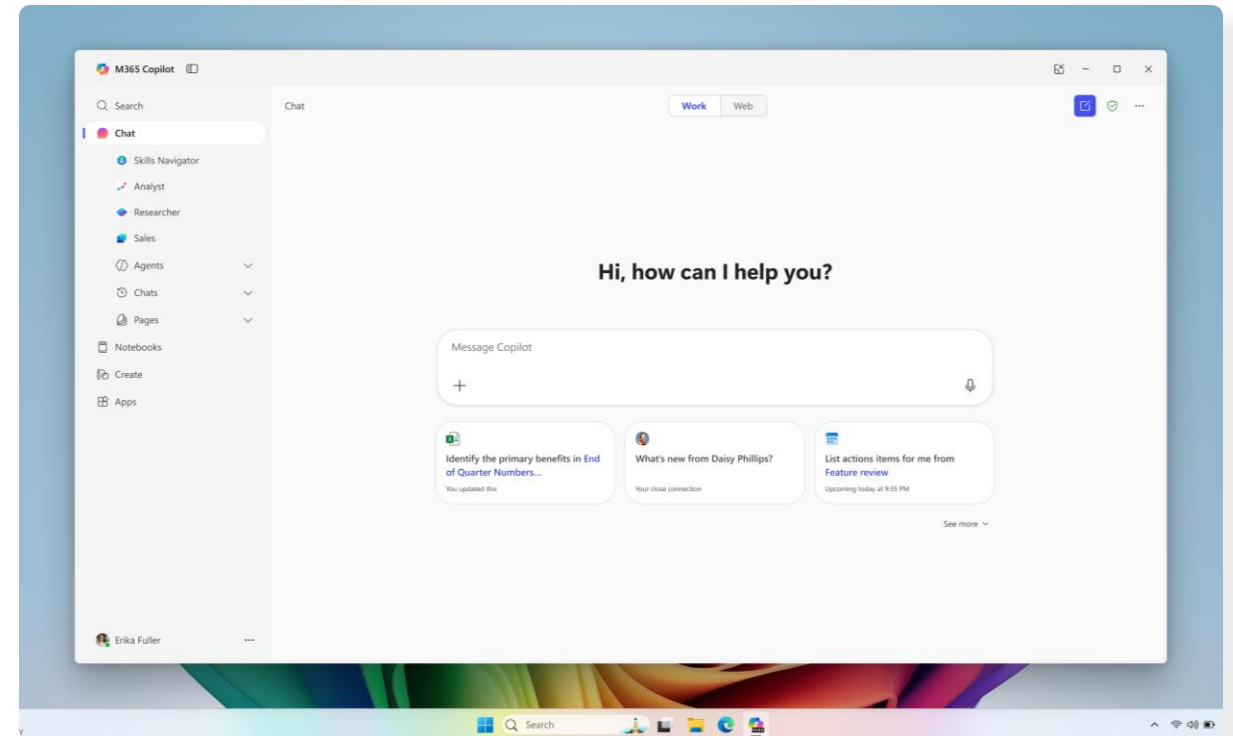 M365 Copilot
Search
Chat
Skills Navigator
Analyst
Researcher
Sales
Agents
Chats
Pages
Notebooks
Create
Apps
Erika Fuller
Chat
Work Web
Hi, how can I help you?
Message Copilot
Identify the primary benefits in End
of Quarter Numbers...
You updated this
What's new from Daisy Phillips?
Your close connection
List actions items for me from
Feature review
Upcoming today at 9:35 PM
See more
Search